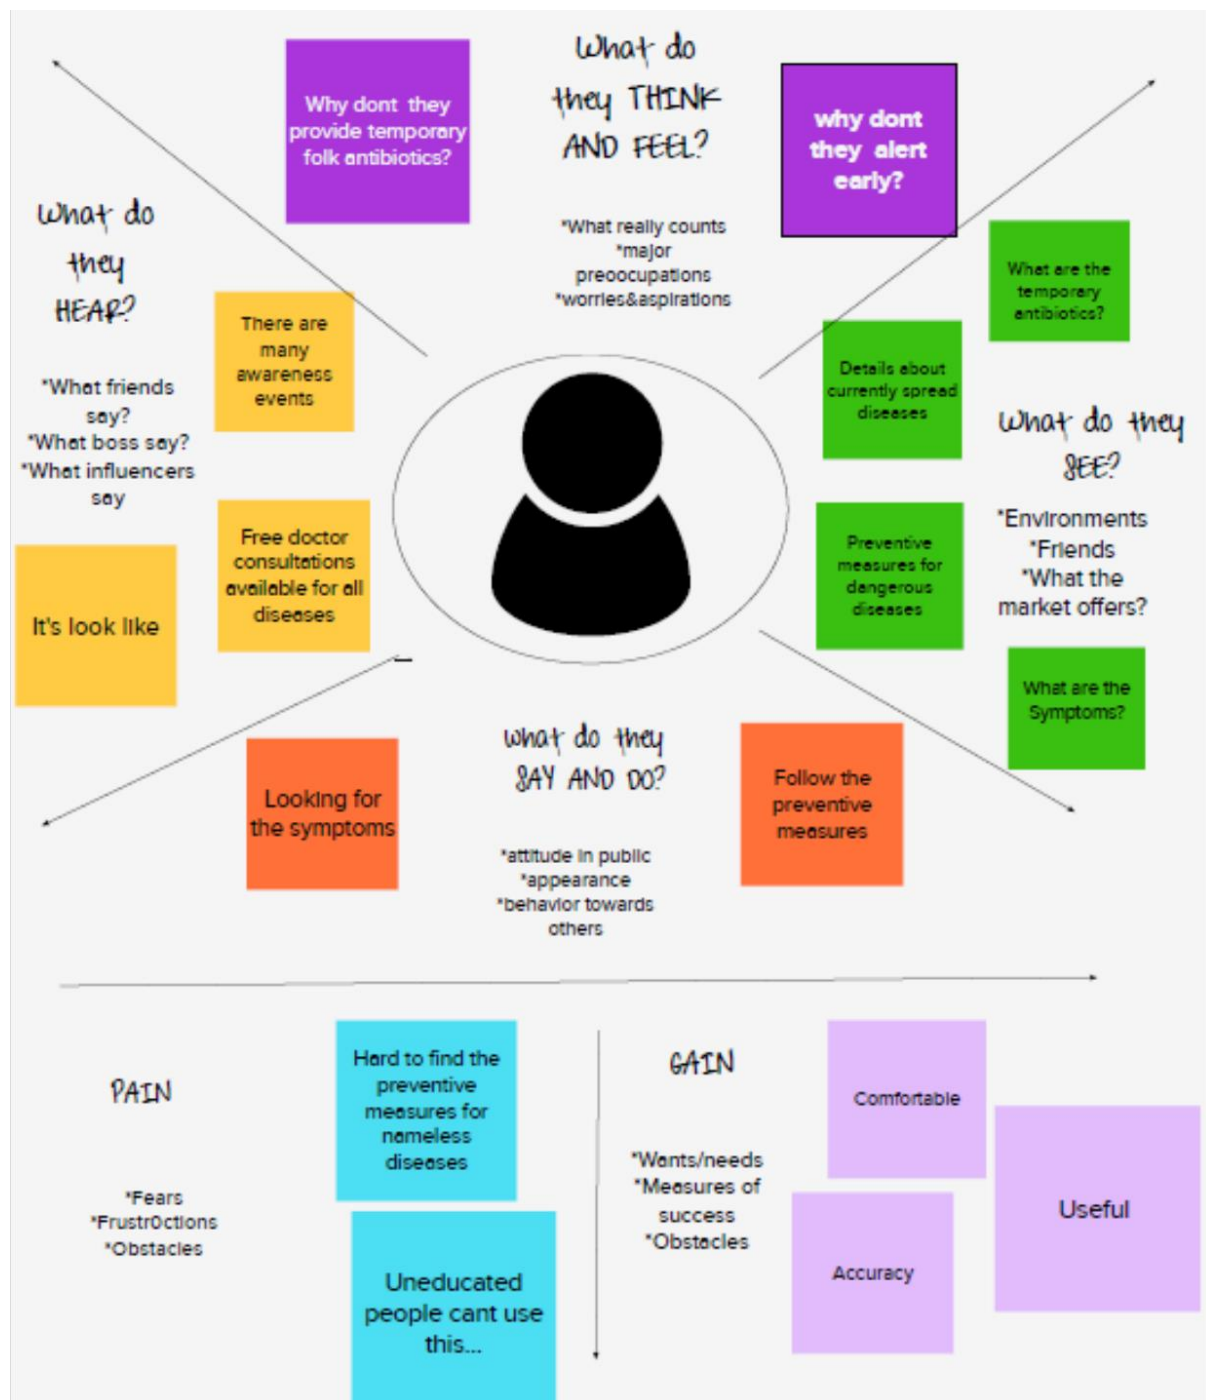 What do
they THINK
AND FEEL?
*What really counts
*major
preoocupations
*worries&aspirations
Why dont they
provide temporary
folk antibiotics?
why dont
they alert
early?
What do
they
HEAR?
*What friends
say?
*What boss say?
*What influencers
say
There are
many
awareness
events
Free doctor
consultations
available for all
diseases
It's look like
What are the
temporary
antibiotics?
Details about
currently spread
diseases
What do they
SEE?
*Environments
*Friends
*What the
market offers?
Preventive
measures for
dangerous
diseases
What are the
Symptoms?
what do they
SAY AND DO?
*attitude in public
*appearance
*behavior towards
others
Looking for
the symptoms
Follow the
preventive
measures
PAIN
*Fears
*Frustr0ctions
*Obstacles
Hard to find the
preventive
measures for
nameless
diseases
Uneducated
people cant use
this...
GAIN
*Wants/needs
*Measures of
success
*Obstacles
Comfortable
Useful
Accuracy